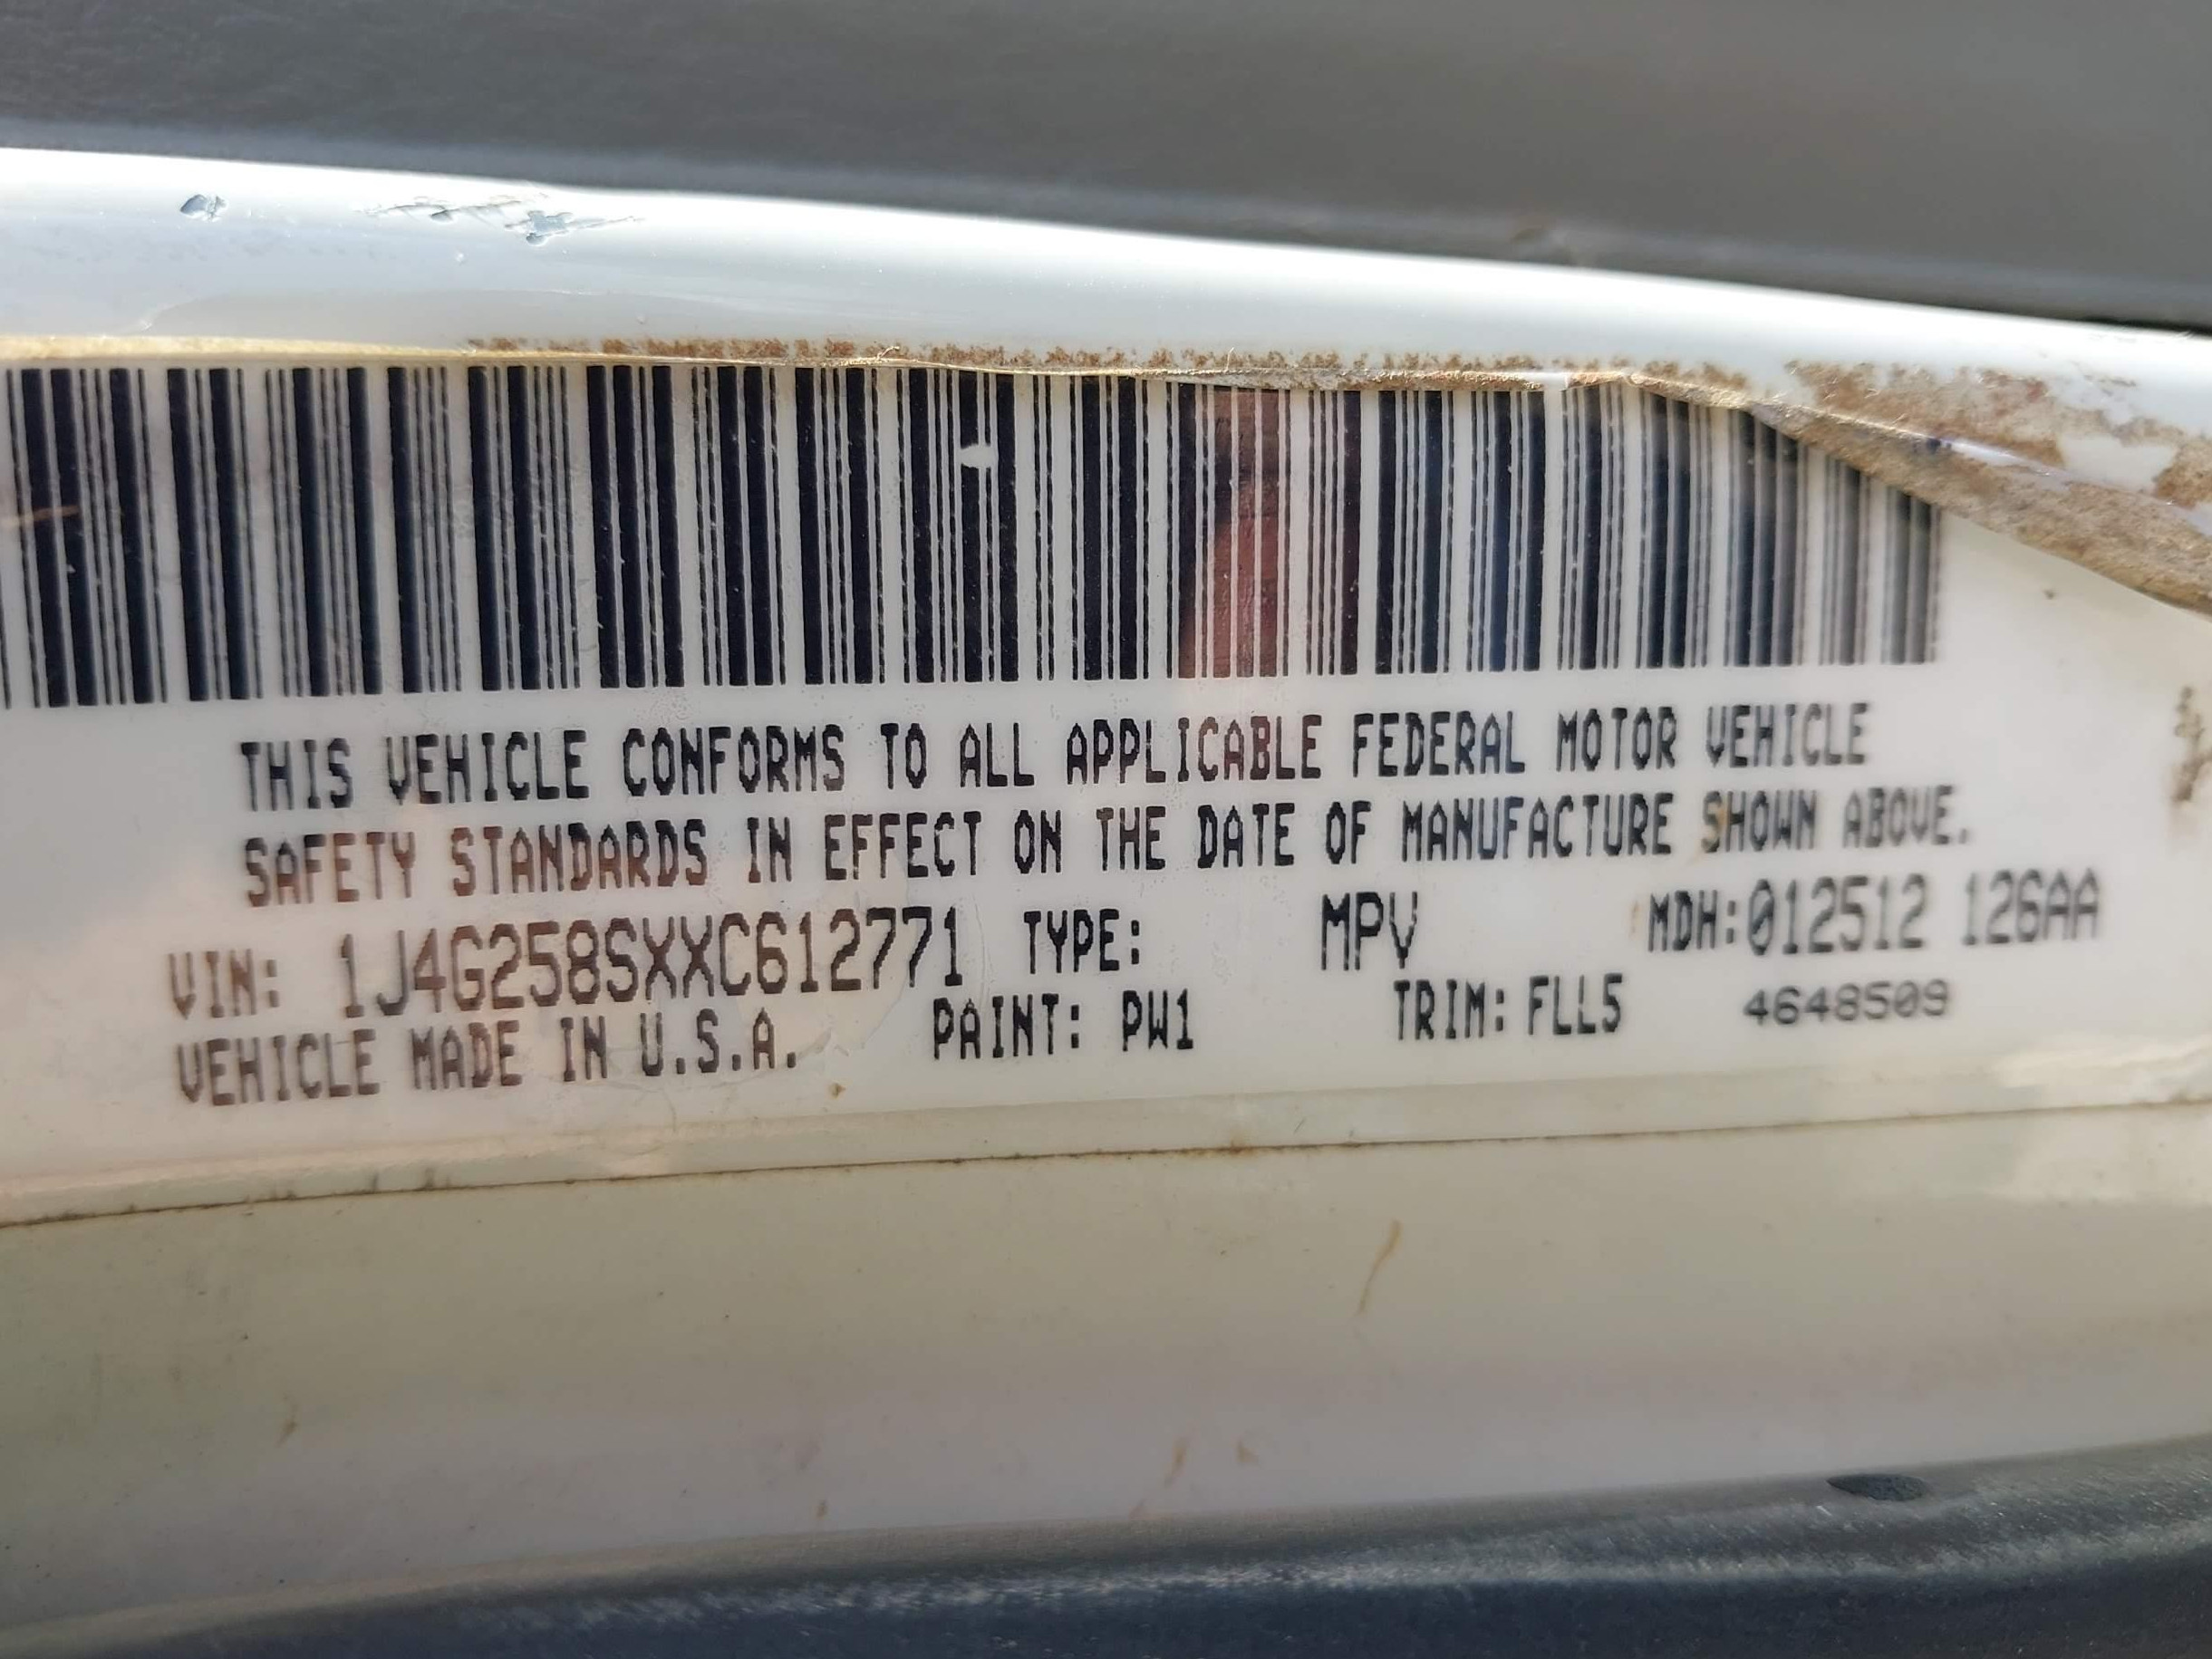 THIS VEHICLE CONFORMS TO ALL APPLICABLE FEDERAL MOTOR VEHICLE
SAFETY STANDARDS IN EFFECT ON THE DATE OF MANUFACTURE SHOWN ABOVE.
VIN: 1J4G258SXXC612771 TYPE: MPV MDH:012512 126AA
VEHICLE MADE IN U.S.A. PAINT: PW1 TRIM: FLL5 4648509